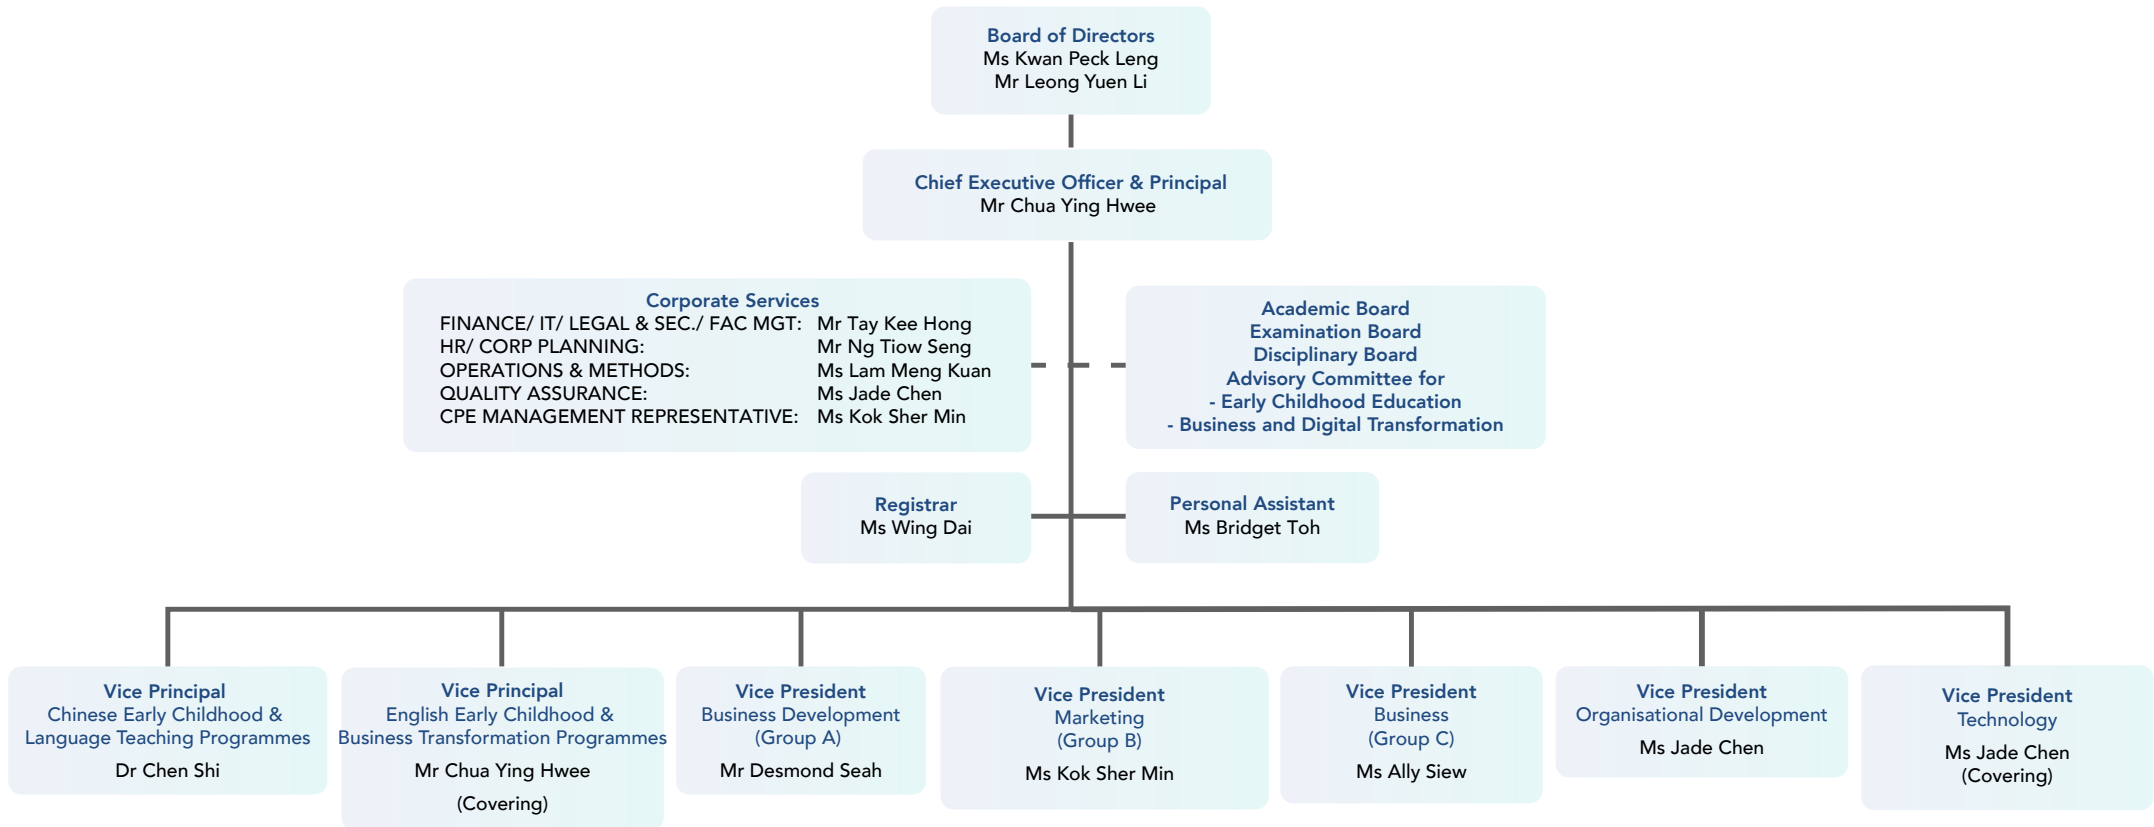 Board of Directors
Ms Kwan Peck Leng
Mr Leong Yuen Li
Chief Executive Officer & Principal
Mr Chua Ying Hwee
Corporate Services
FINANCE/ IT/ LEGAL & SEC./ FAC MGT: Mr Tay Kee Hong
HR/ CORP PLANNING: Mr Ng Tiow Seng
OPERATIONS & METHODS: Ms Lam Meng Kuan
QUALITY ASSURANCE: Ms Jade Chen
CPE MANAGEMENT REPRESENTATIVE: Ms Kok Sher Min
Academic Board
Examination Board
Disciplinary Board
Advisory Committee for
- Early Childhood Education
- Business and Digital Transformation
Registrar
Ms Wing Dai
Personal Assistant
Ms Bridget Toh
Vice Principal
Chinese Early Childhood &
Language Teaching Programmes
Dr Chen Shi
Vice Principal
English Early Childhood &
Business Transformation Programmes
Mr Chua Ying Hwee
(Covering)
Vice President
Business Development
(Group A)
Mr Desmond Seah
Vice President
Marketing
(Group B)
Ms Kok Sher Min
Vice President
Business
(Group C)
Ms Ally Siew
Vice President
Organisational Development
Ms Jade Chen
Vice President
Technology
Ms Jade Chen
(Covering)